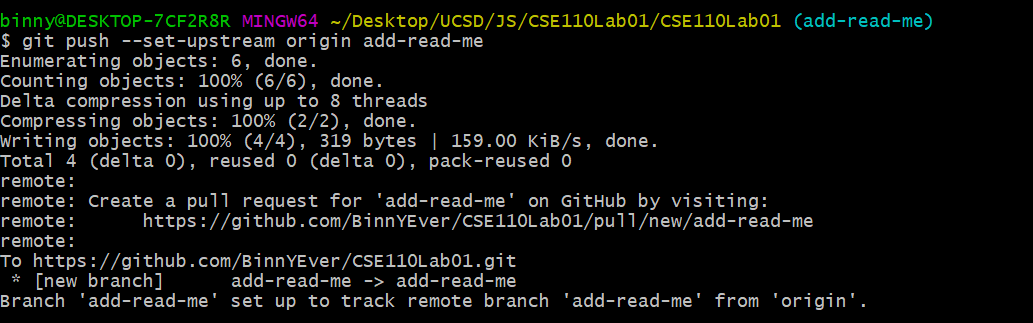 binny@DESKTOP-7CF2R8R MINGW64 ~/Desktop/UCSD/JS/CSE110Lab01/CSE110Lab01 (add-read-me)
$ git push --set-upstream origin add-read-me
Enumerating objects: 6, done.
Counting objects: 100% (6/6), done.
Delta compression using up to 8 threads
Compressing objects: 100% (2/2), done.
Writing objects: 100% (4/4), 319 bytes | 159.00 KiB/s, done.
Total 4 (delta 0), reused 0 (delta 0), pack-reused 0
remote:
remote: Create a pull request for 'add-read-me' on GitHub by visiting:
remote:      https://github.com/BinnYEver/CSE110Lab01/pull/new/add-read-me
remote:
To https://github.com/BinnYEver/CSE110Lab01.git
 * [new branch]      add-read-me -> add-read-me
Branch 'add-read-me' set up to track remote branch 'add-read-me' from 'origin'.